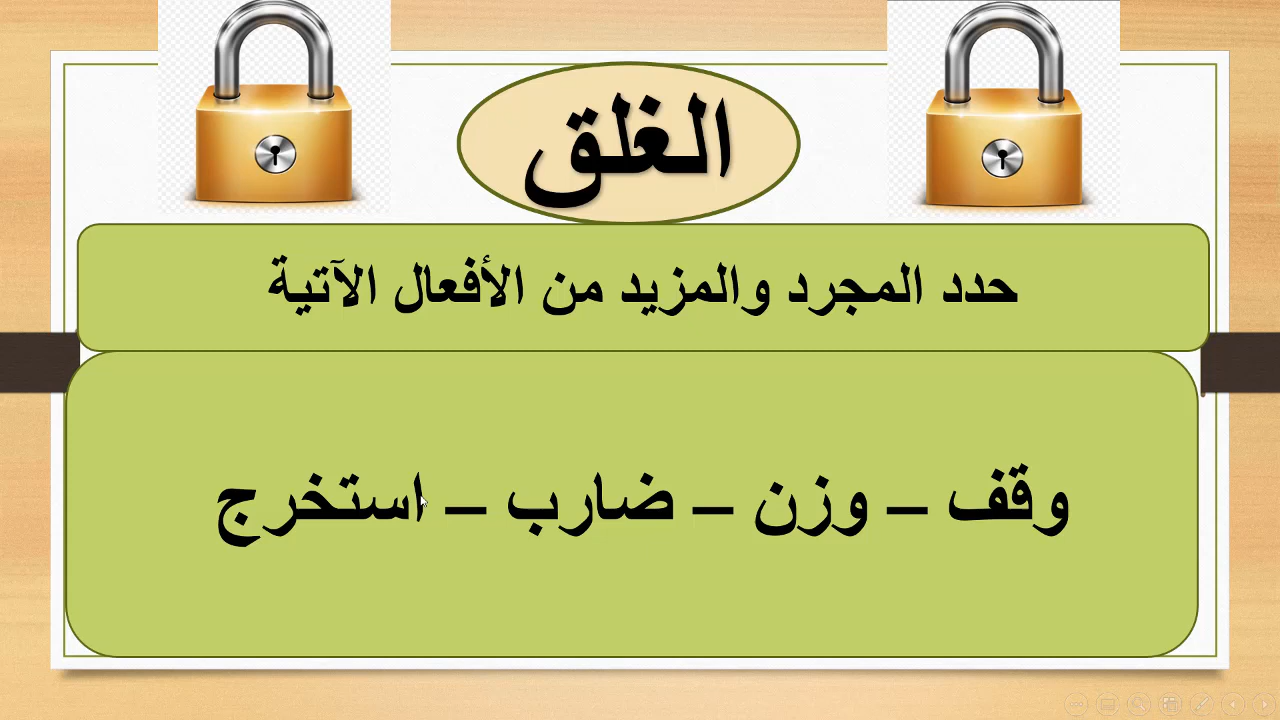 الغلق
حدد المجرد والمزيد من الأفعال الآتية
وقف – وزن – ضارب – استخرج